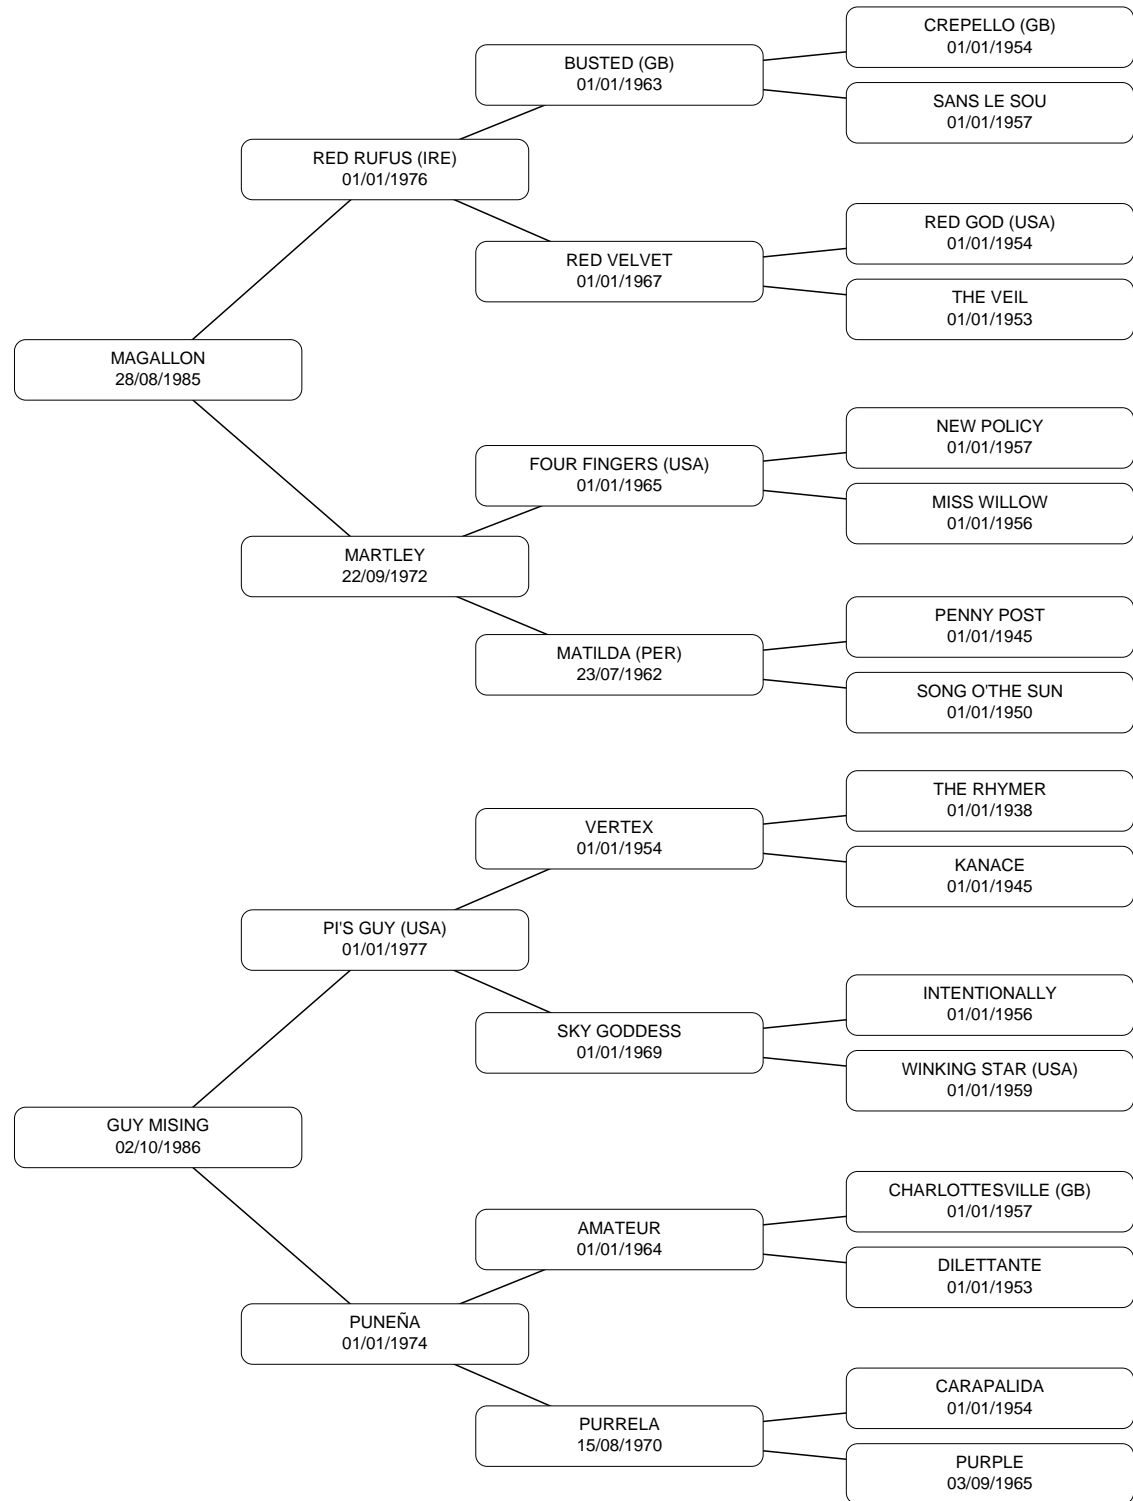 CREPELLO (GB)
01/01/1954
BUSTED (GB)
01/01/1963
SANS LE SOU
01/01/1957
RED RUFUS (IRE)
01/01/1976
RED GOD (USA)
01/01/1954
RED VELVET
01/01/1967
THE VEIL
01/01/1953
MAGALLON
28/08/1985
NEW POLICY
01/01/1957
FOUR FINGERS (USA)
01/01/1965
MISS WILLOW
01/01/1956
MARTLEY
22/09/1972
PENNY POST
01/01/1945
MATILDA (PER)
23/07/1962
SONG O'THE SUN
01/01/1950
THE RHYMER
01/01/1938
VERTEX
01/01/1954
KANACE
01/01/1945
PI'S GUY (USA)
01/01/1977
INTENTIONALLY
01/01/1956
SKY GODDESS
01/01/1969
WINKING STAR (USA)
01/01/1959
GUY MISING
02/10/1986
CHARLOTTESVILLE (GB)
01/01/1957
AMATEUR
01/01/1964
DILETTANTE
01/01/1953
PUNEÑA
01/01/1974
CARAPALIDA
01/01/1954
PURRELA
15/08/1970
PURPLE
03/09/1965